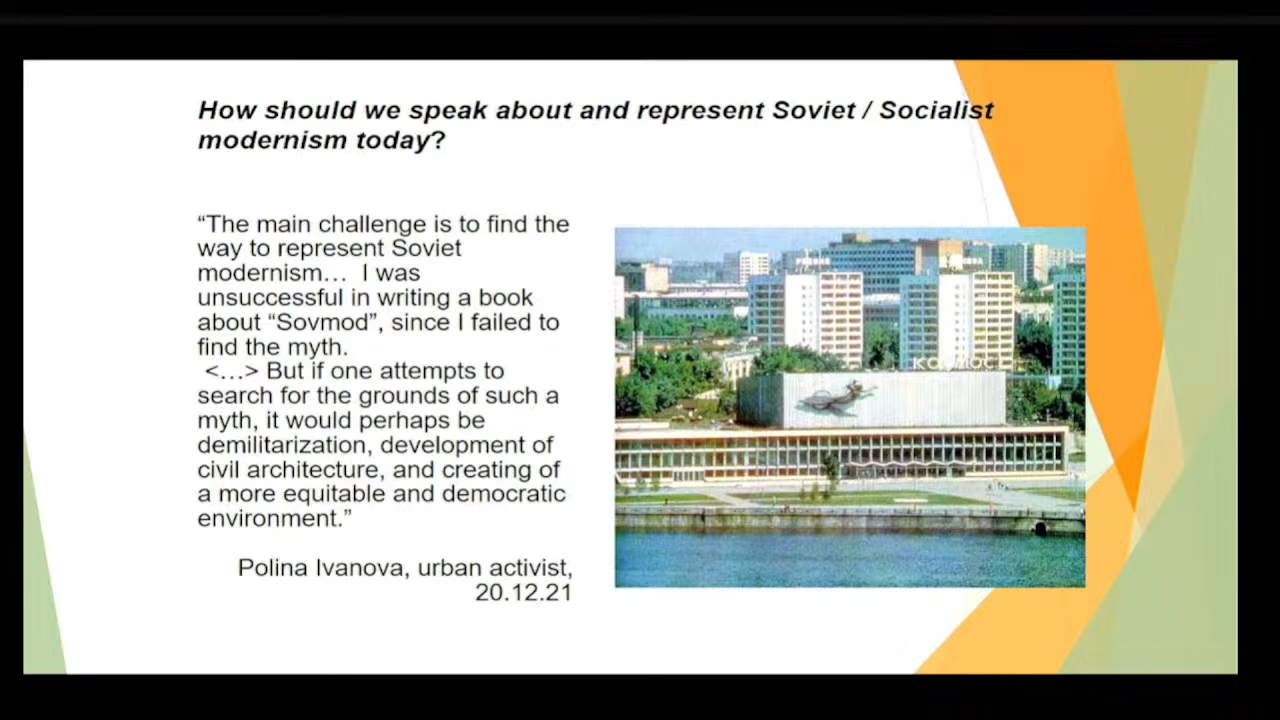 How should we speak about and represent Soviet / Socialist
modernism today?
“The main challenge is to find the
way to represent Soviet
modernism… I was
unsuccessful in writing a book
about “Sovmod”, since I failed to
find the myth.
<…> But if one attempts to
search for the grounds of such a
myth, it would perhaps be
demilitarization, development of
civil architecture, and creating of
a more equitable and democratic
environment.”
Polina Ivanova, urban activist,
20.12.21
космос